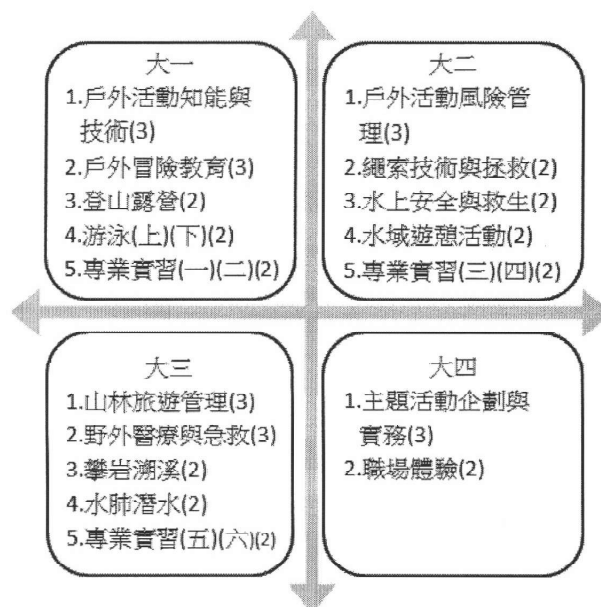 大一
1.戶外活動知能與
技術(3)
2.戶外冒險教育(3)
3.登山露營(2)
4.游泳(上)(下)(2)
5.專業實習(一)(二)(2)
大二
1.戶外活動風險管
理(3)
2.繩索技術與拯救(2)
3.水上安全與救生(2)
4.水域遊憩活動(2)
5.專業實習(三)(四)(2)
大三
1.山林旅遊管理(3)
2.野外醫療與急救(3)
3.攀岩溯溪(2)
4.水肺潛水(2)
5.專業實習(五)(六)(2)
大四
1.主題活動企劃與
實務(3)
2.職場體驗(2)